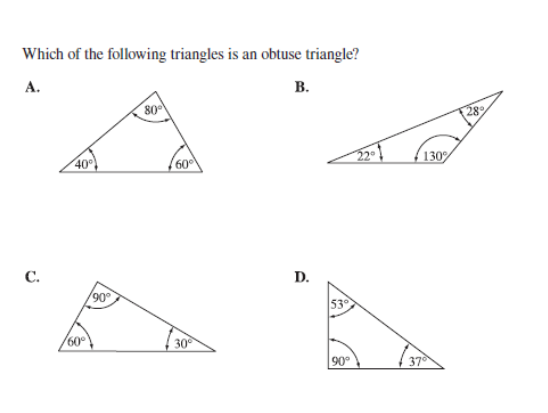 Which of the following triangles is an obtuse triangle?
A.
80°
40°
60°
B.
28°
22°
130°
C.
90°
60°
30°
D.
53°
90°
37°